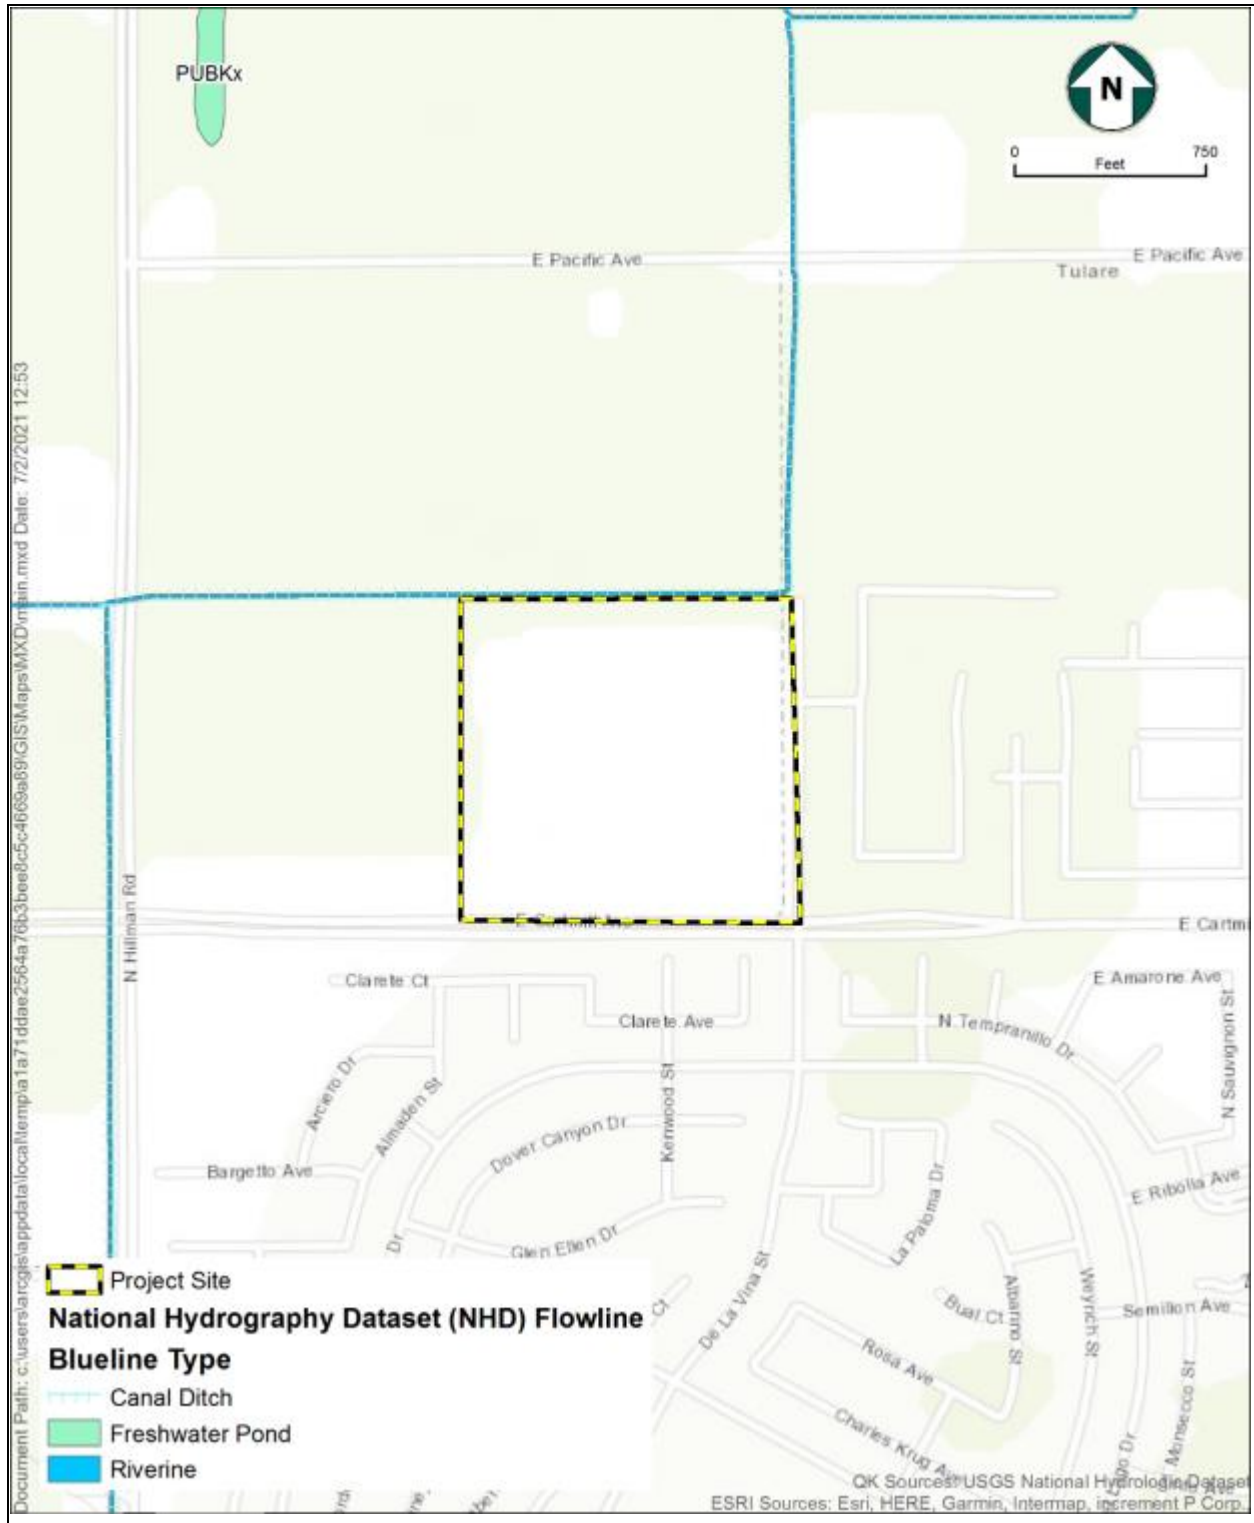 PUBKx
N
0 750
Feet
E Pacific Ave
E Pacific Ave
Tulare
Document Path: c:\users\arcgis\appdata\local\temp\a1a71ddae2564a76b3bee8c5c4669a89\GIS\Maps\MXD\main.mxd Date: 7/2/2021 12:53
N Hillman Rd
E Cartmi
Clarete Ct
Clarete Ave
E Amarone Ave
N Tempranillo Dr
N Sauvignon St
Arciero Dr
Almaden St
Kenwood St
Dover Canyon Dr
Bargetto Ave
La Paloma Dr
E Ribolla Ave
Glen Ellen Dr
Dr
De La Vina St
Ct
Bual Ct
Albarino St
Weyrich St
Semillon Ave
Rosa Ave
Monsecco St
Charles Krug Ave
Project Site
National Hydrography Dataset (NHD) Flowline
Blueline Type
Canal Ditch
Freshwater Pond
Riverine
QK Sources: USGS National Hydrologic Dataset
ESRI Sources: Esri, HERE, Garmin, Intermap, increment P Corp.,